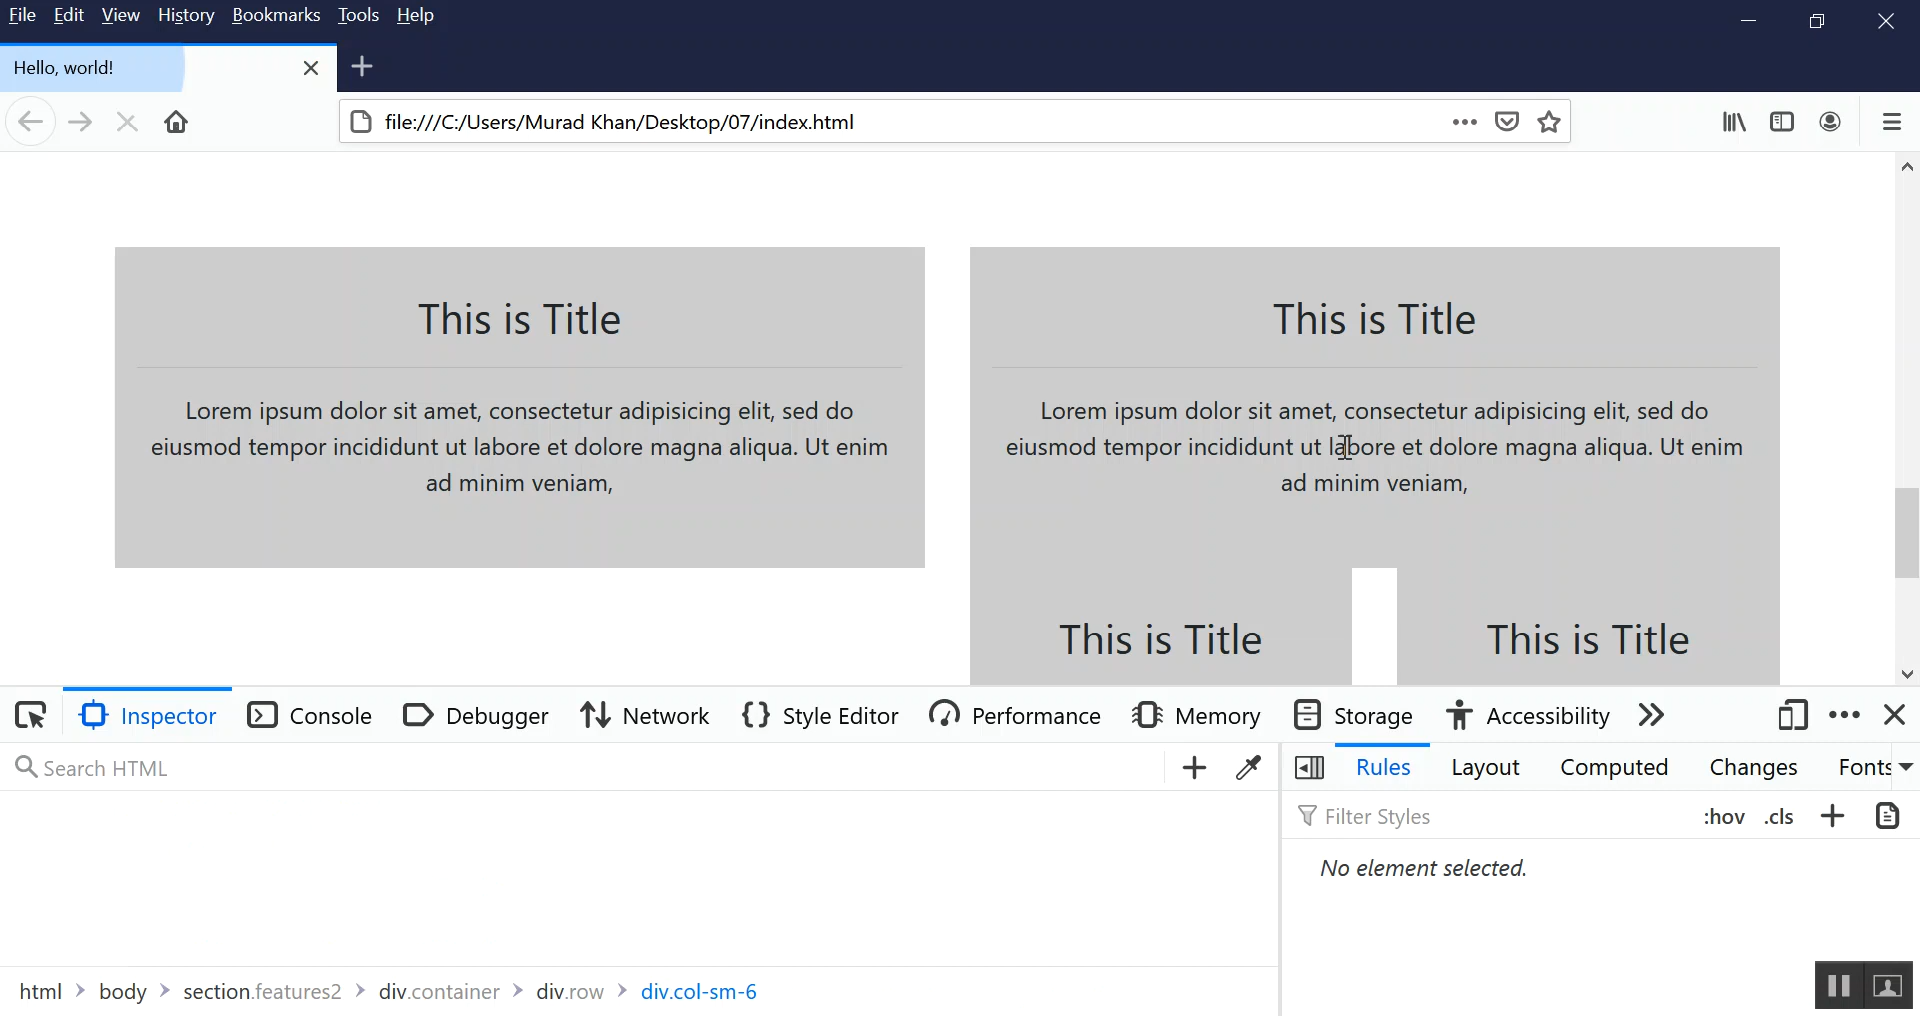 File Edit View History Bookmarks Tools Help
Hello, world!
file:///C:/Users/Murad Khan/Desktop/07/index.html
This is Title
Lorem ipsum dolor sit amet, consectetur adipisicing elit, sed do
eiusmod tempor incididunt ut labore et dolore magna aliqua. Ut enim
ad minim veniam,
This is Title
Lorem ipsum dolor sit amet, consectetur adipisicing elit, sed do
eiusmod tempor incididunt ut labore et dolore magna aliqua. Ut enim
ad minim veniam,
This is Title
This is Title
Inspector Console Debugger Network Style Editor Performance Memory Storage Accessibility
Search HTML
Rules Layout Computed Changes Fonts
Filter Styles :hov .cls
No element selected.
html body section.features2 div.container div.row div.col-sm-6